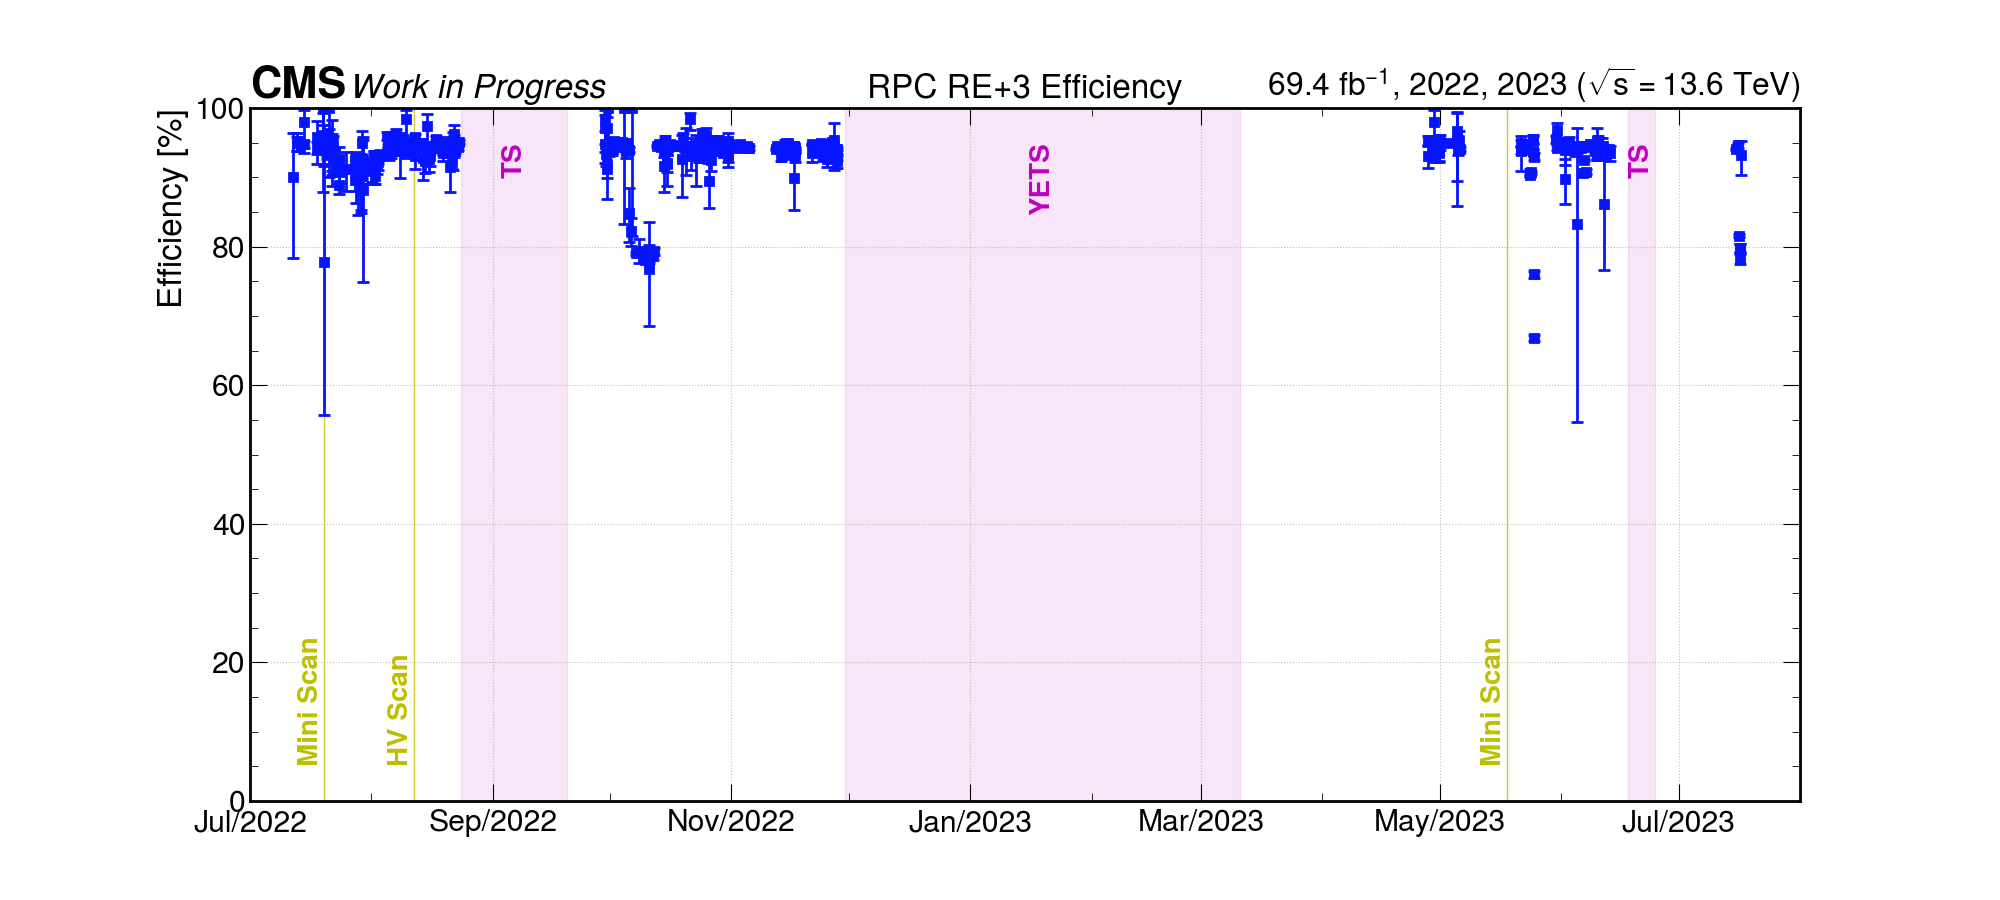 CMS Work in Progress RPC RE+3 Efficiency 69.4 fb⁻¹, 2022, 2023 (√s = 13.6 TeV)
Efficiency [%]
100
80
60
40
20
0
TS
YETS
TS
Mini Scan
HV Scan
Mini Scan
Jul/2022 Sep/2022 Nov/2022 Jan/2023 Mar/2023 May/2023 Jul/2023